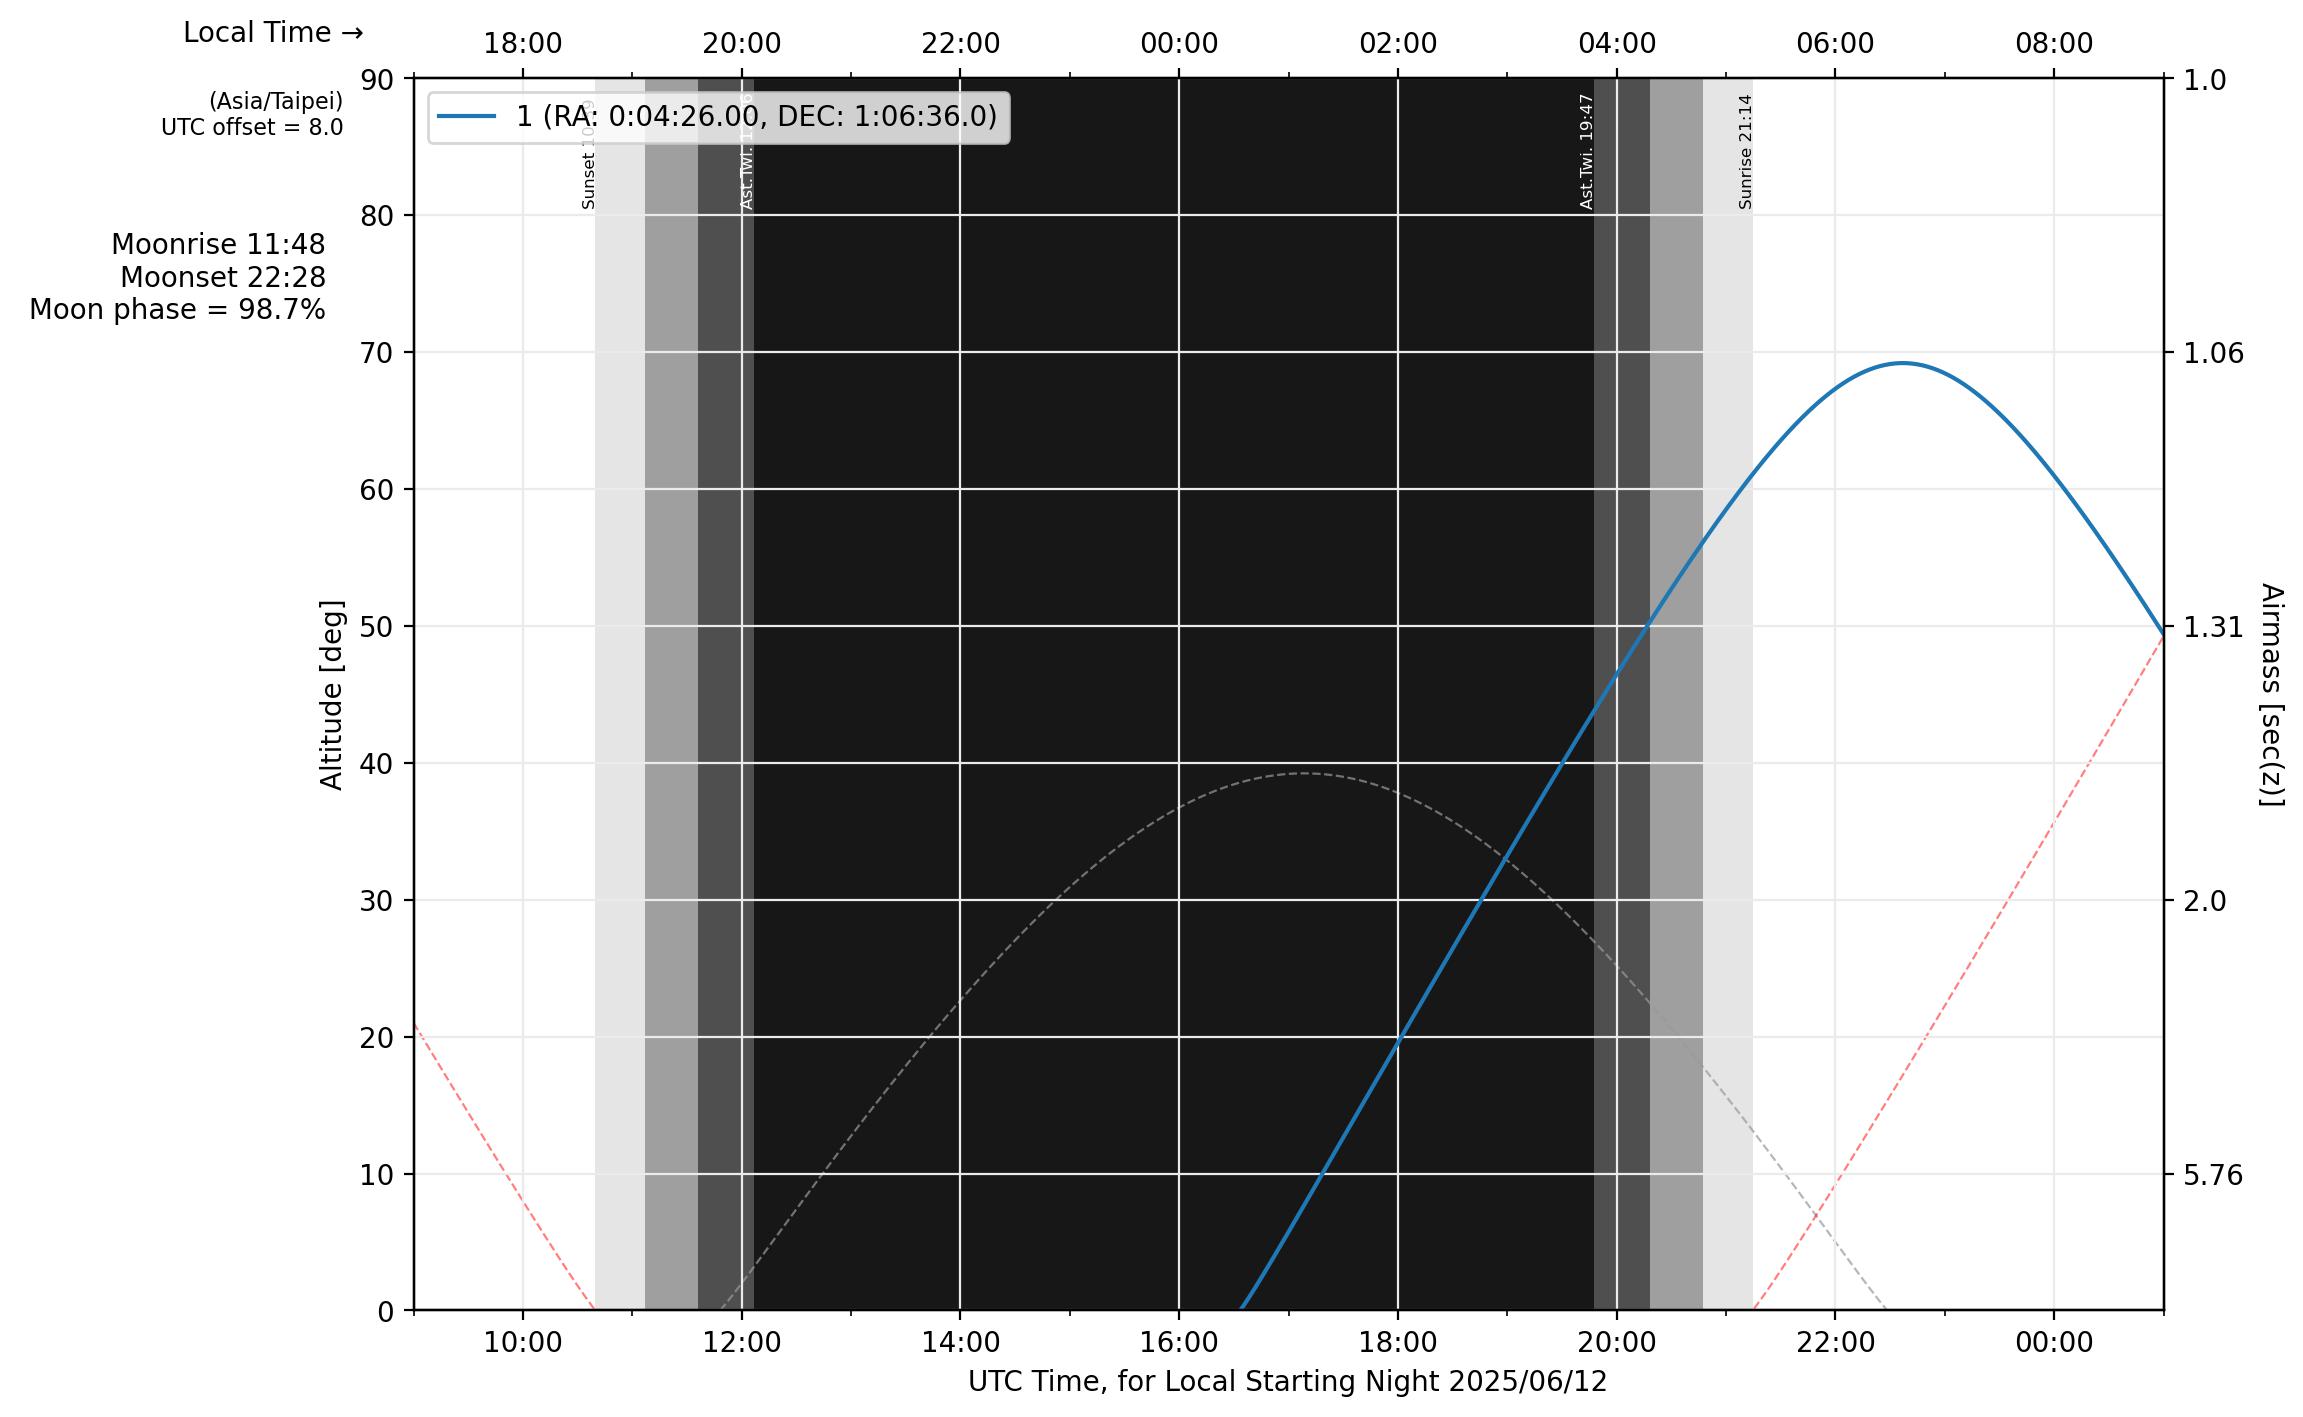 Local Time →
18:00 20:00 22:00 00:00 02:00 04:00 06:00 08:00
(Asia/Taipei)
UTC offset = 8.0
Moonrise 11:48
Moonset 22:28
Moon phase = 98.7%
1 (RA: 0:04:26.00, DEC: 1:06:36.0)
Sunset
Ast.Twi.
Ast.Twi. 19:47
Sunrise 21:14
Altitude [deg]
90
80
70
60
50
40
30
20
10
0
1.0
1.06
1.31
2.0
5.76
Airmass [sec(z)]
10:00 12:00 14:00 16:00 18:00 20:00 22:00 00:00
UTC Time, for Local Starting Night 2025/06/12